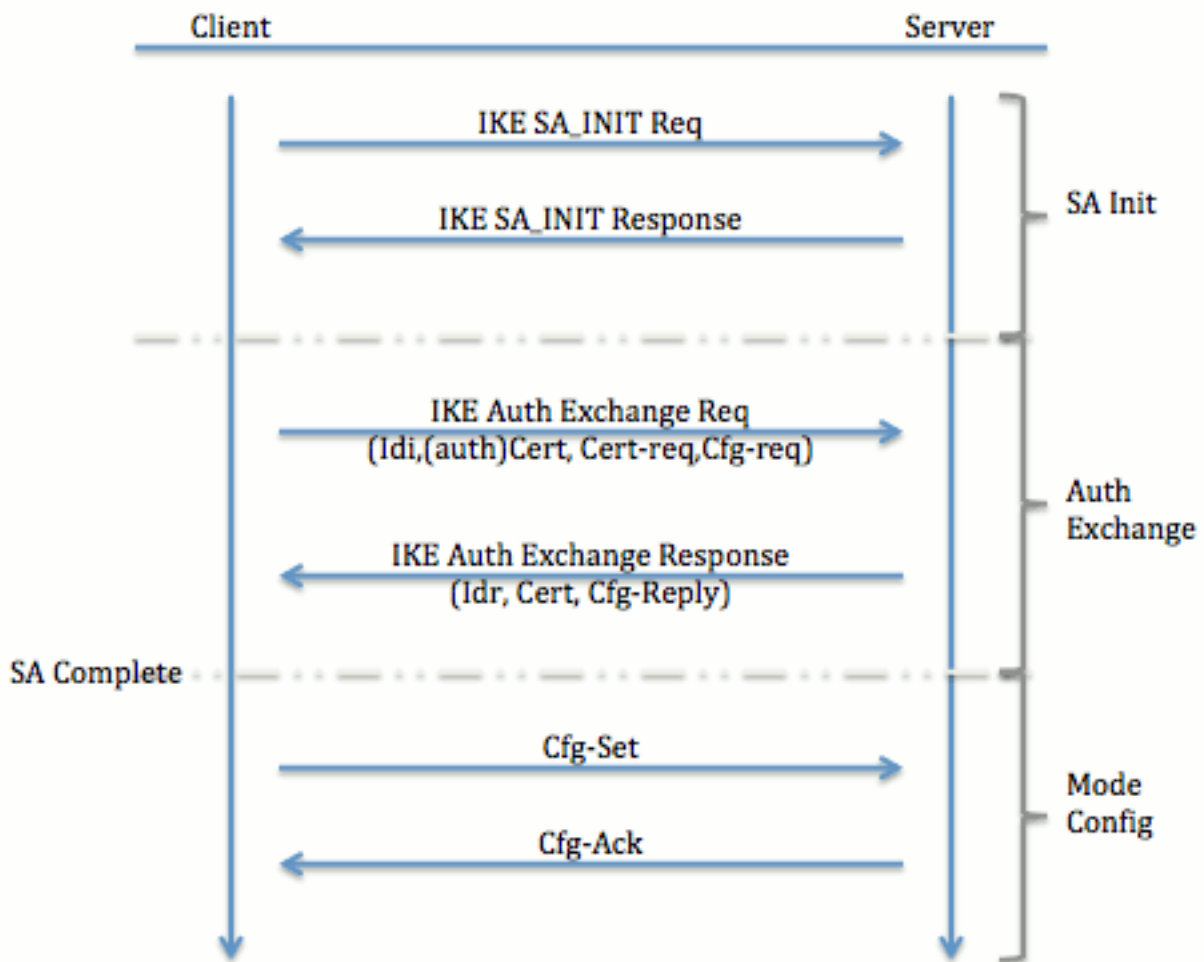 Client
Server
IKE SA_INIT Req
SA Init
IKE SA_INIT Response
IKE Auth Exchange Req
(Idi,(auth)Cert, Cert-req,Cfg-req)
Auth
Exchange
IKE Auth Exchange Response
(Idr, Cert, Cfg-Reply)
SA Complete
Cfg-Set
Mode
Config
Cfg-Ack